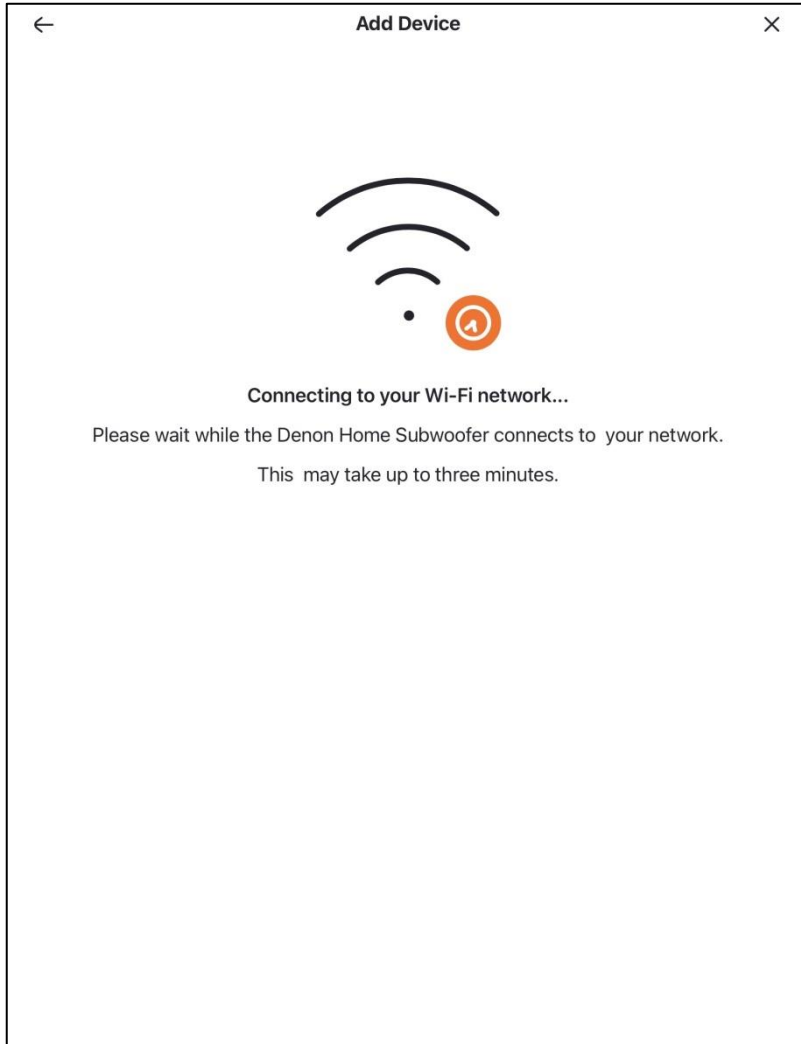 Add Device
Connecting to your Wi-Fi network...
Please wait while the Denon Home Subwoofer connects to your network.
This may take up to three minutes.